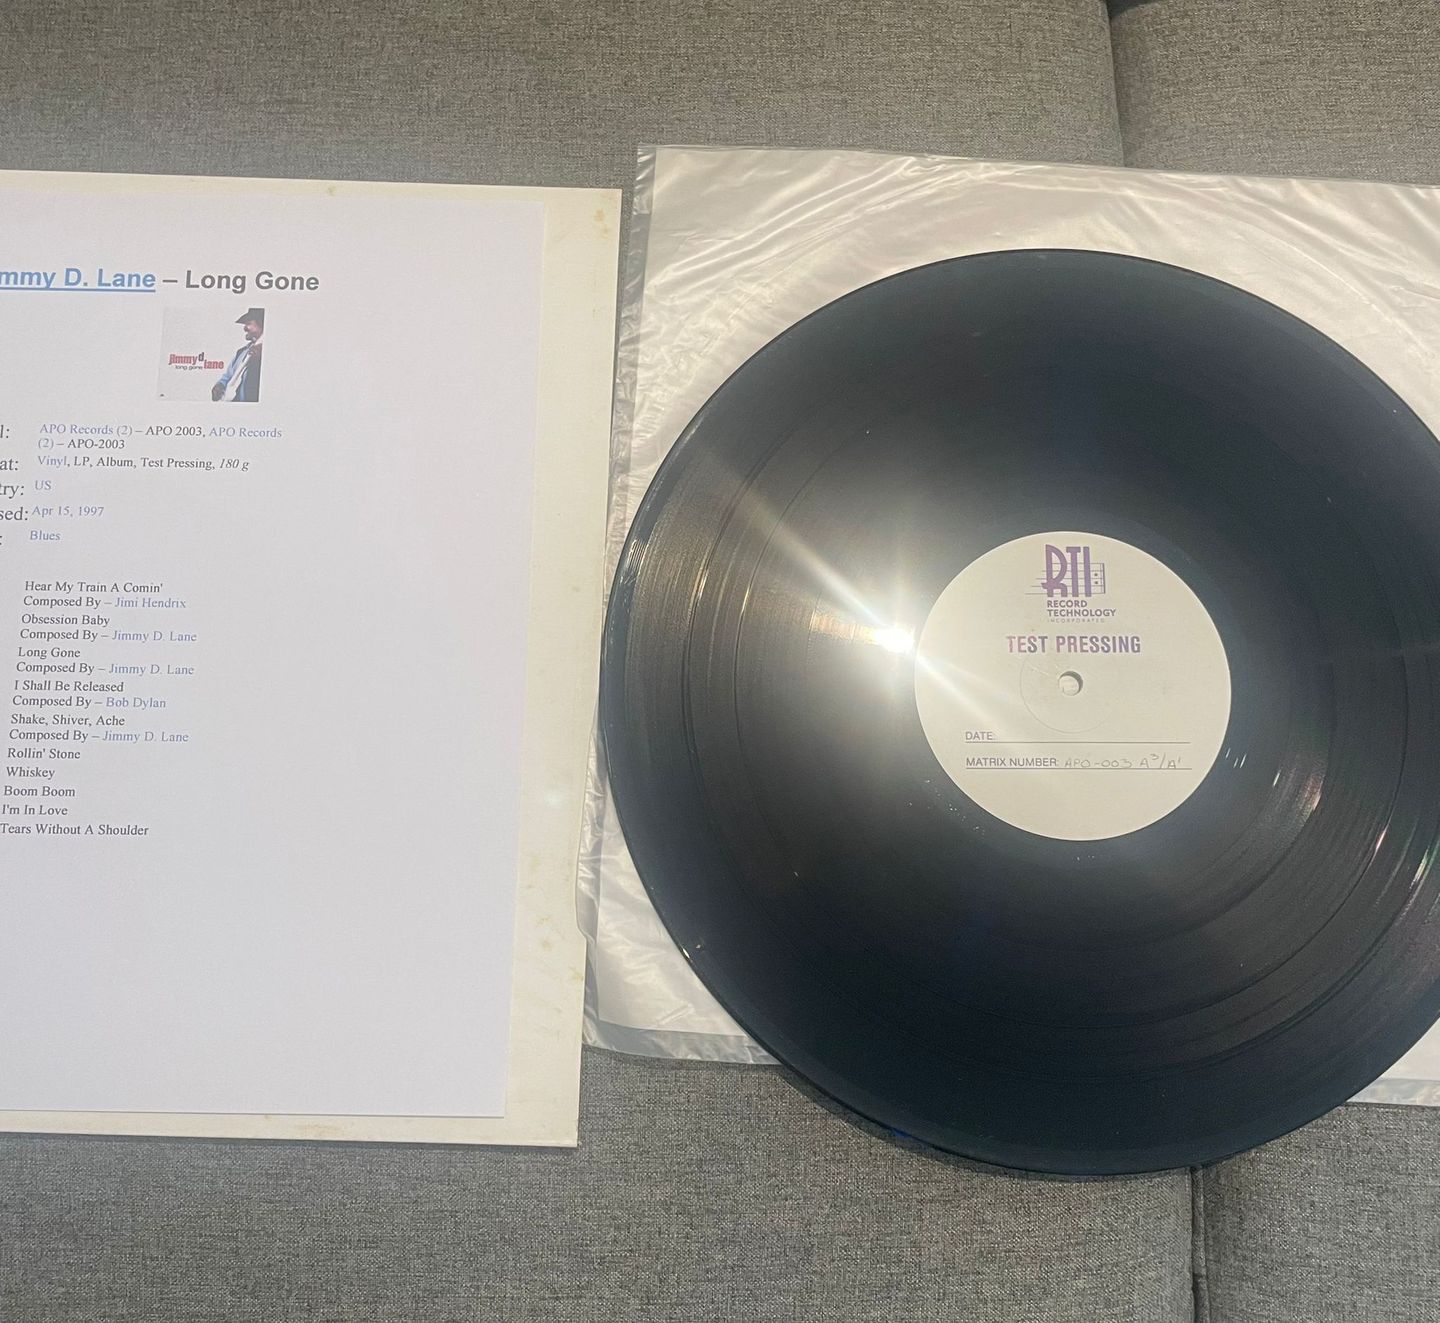 mmy D. Lane – Long Gone
jimmy d. lane
long gone
l: APO Records (2) – APO 2003, APO Records
(2) – APO-2003
at: Vinyl, LP, Album, Test Pressing, 180 g
try: US
sed: Apr 15, 1997
: Blues
Hear My Train A Comin'
Composed By – Jimi Hendrix
Obsession Baby
Composed By – Jimmy D. Lane
Long Gone
Composed By – Jimmy D. Lane
I Shall Be Released
Composed By – Bob Dylan
Shake, Shiver, Ache
Composed By – Jimmy D. Lane
Rollin' Stone
Whiskey
Boom Boom
I'm In Love
Tears Without A Shoulder
RTI
RECORD
TECHNOLOGY
INCORPORATED
TEST PRESSING
DATE:
MATRIX NUMBER: APO-003 A3/A1